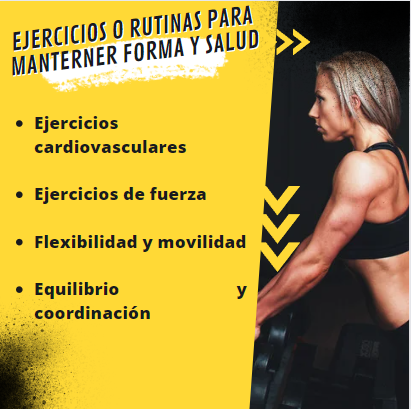 EJERCICIOS O RUTINAS PARA
MANTERNER FORMA Y SALUD
• Ejercicios
cardiovasculares
• Ejercicios de fuerza
• Flexibilidad y movilidad
• Equilibrio y
coordinación